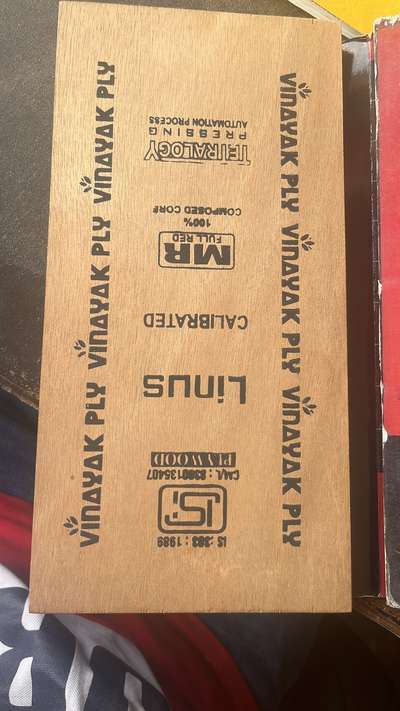 IS :303 : 1989
ISI
CM/L : 8300135407
PLYWOOD
Linus
CALIBRATED
MR
FULL RED
100%
COMPOSED CORE
TETRALOGY
PRESSING
AUTOMATION PROCESS
VINAYAK PLY VINAYAK PLY VINAYAK PLY
VINAYAK PLY VINAYAK PLY VINAYAK PLY